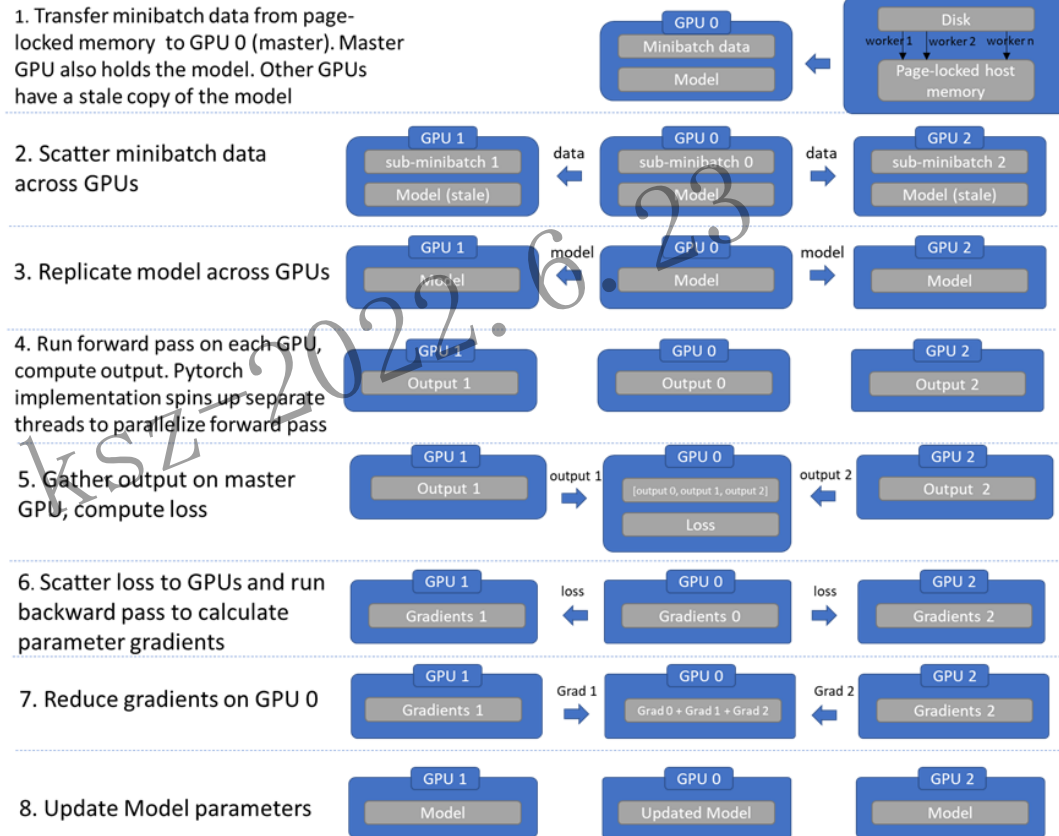 1. Transfer minibatch data from page-
locked memory to GPU 0 (master). Master
GPU also holds the model. Other GPUs
have a stale copy of the model
GPU 0
Minibatch data
Model
Disk
worker 1 worker 2 worker n
Page-locked host
memory
2. Scatter minibatch data
across GPUs
GPU 1
sub-minibatch 1
Model (stale)
data
GPU 0
sub-minibatch 0
Model
data
GPU 2
sub-minibatch 2
Model (stale)
3. Replicate model across GPUs
GPU 1
Model
model
GPU 0
Model
model
GPU 2
Model
4. Run forward pass on each GPU,
compute output. Pytorch
implementation spins up separate
threads to parallelize forward pass
GPU 1
Output 1
GPU 0
Output 0
GPU 2
Output 2
5. Gather output on master
GPU, compute loss
GPU 1
Output 1
output 1
GPU 0
[output 0, output 1, output 2]
Loss
output 2
GPU 2
Output 2
6. Scatter loss to GPUs and run
backward pass to calculate
parameter gradients
GPU 1
Gradients 1
loss
GPU 0
Gradients 0
loss
GPU 2
Gradients 2
7. Reduce gradients on GPU 0
GPU 1
Gradients 1
Grad 1
GPU 0
Grad 0 + Grad 1 + Grad 2
Grad 2
GPU 2
Gradients 2
8. Update Model parameters
GPU 1
Model
GPU 0
Updated Model
GPU 2
Model
ksz-2022.6.23